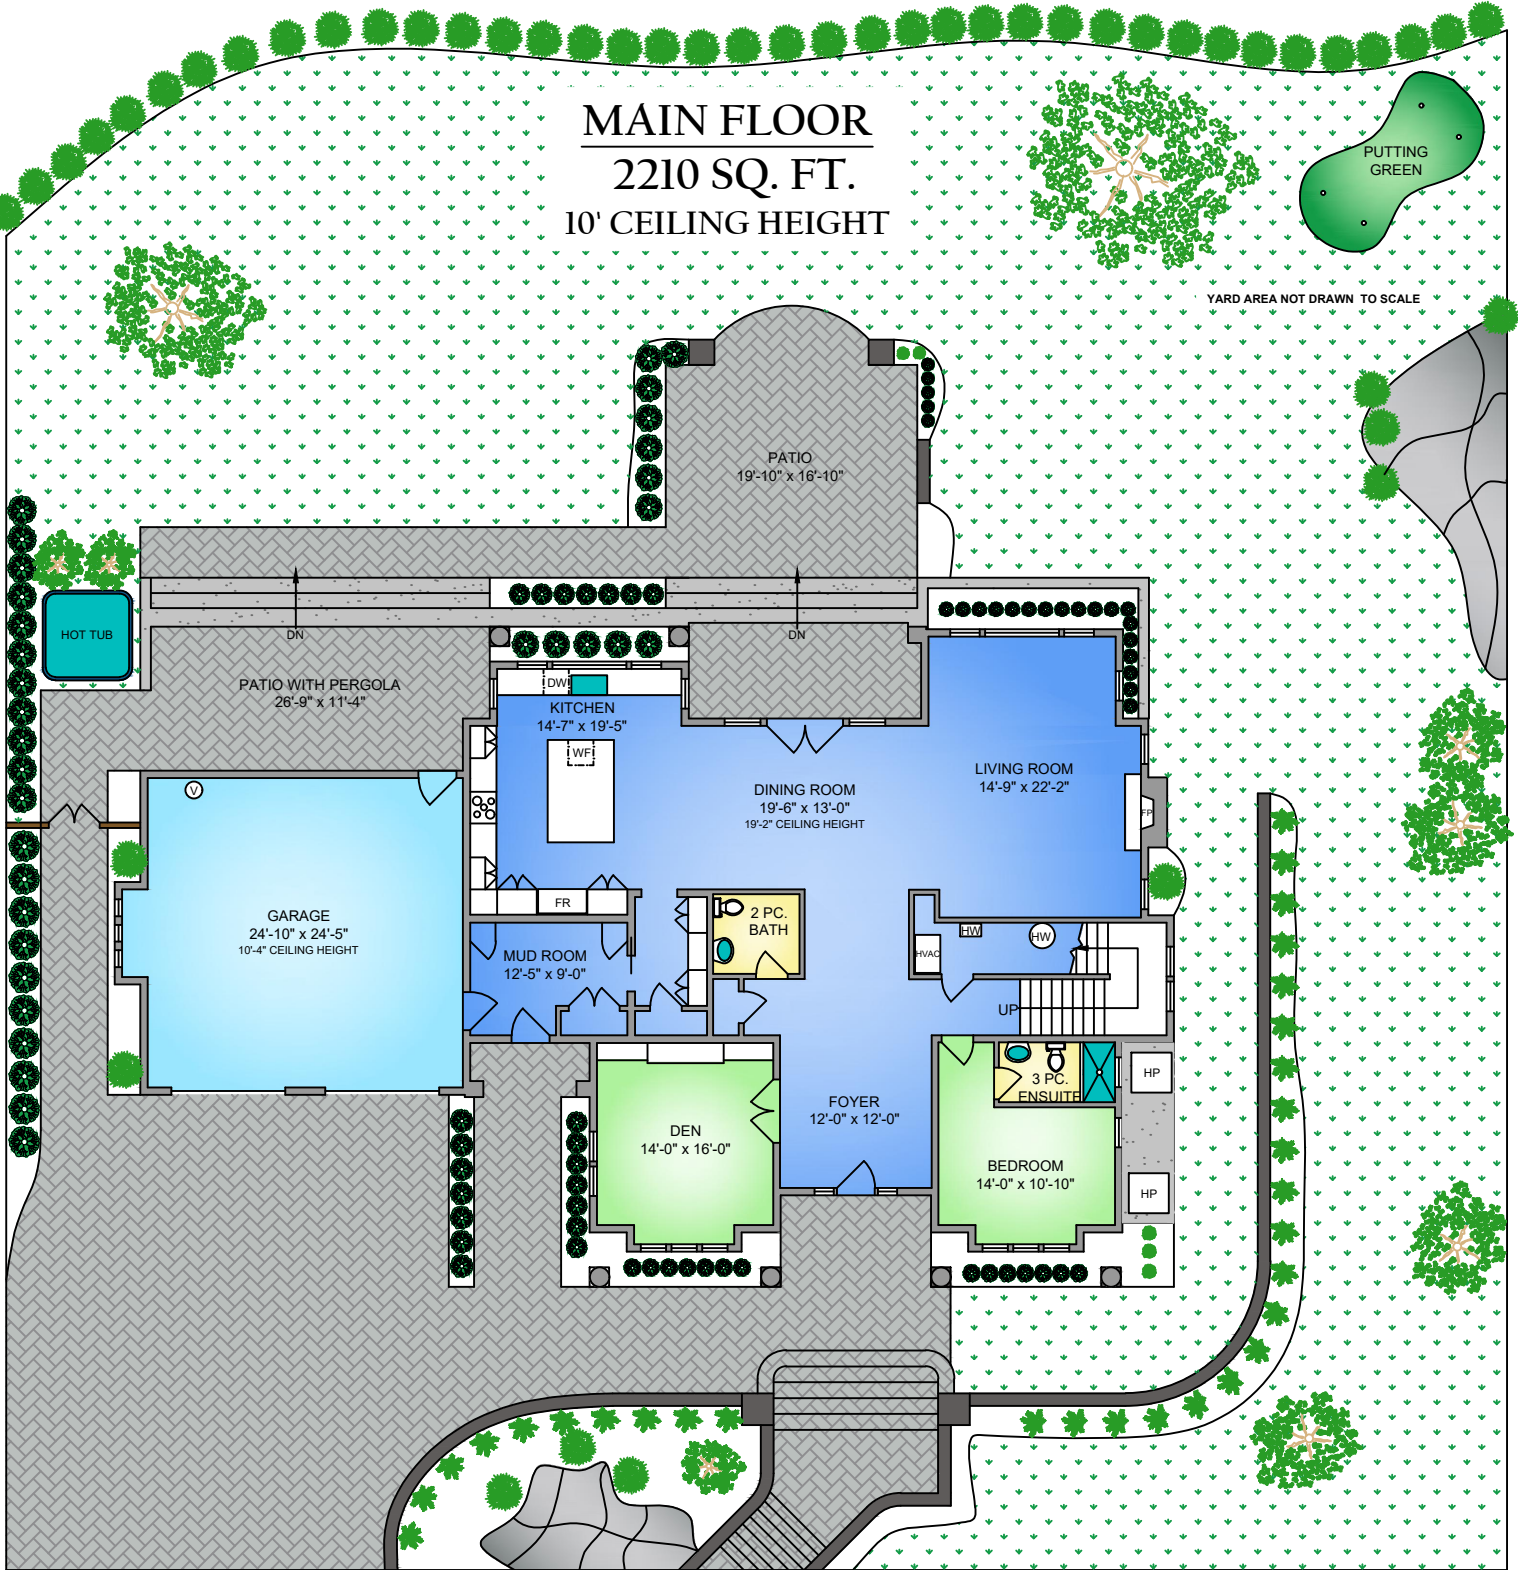 MAIN FLOOR
2210 SQ. FT.
10' CEILING HEIGHT
PUTTING
GREEN
YARD AREA NOT DRAWN TO SCALE
PATIO
19'-10" x 16'-10"
HOT TUB
DN
DN
PATIO WITH PERGOLA
26'-9" x 11'-4"
DW
KITCHEN
14'-7" x 19'-5"
WF
LIVING ROOM
14'-9" x 22'-2"
DINING ROOM
19'-6" x 13'-0"
19'-2" CEILING HEIGHT
V
FP
FR
GARAGE
24'-10" x 24'-5"
10'-4" CEILING HEIGHT
2 PC.
BATH
MUD ROOM
12'-5" x 9'-0"
HW
HW
HVAC
UP
3 PC.
ENSUITE
HP
FOYER
12'-0" x 12'-0"
DEN
14'-0" x 16'-0"
BEDROOM
14'-0" x 10'-10"
HP